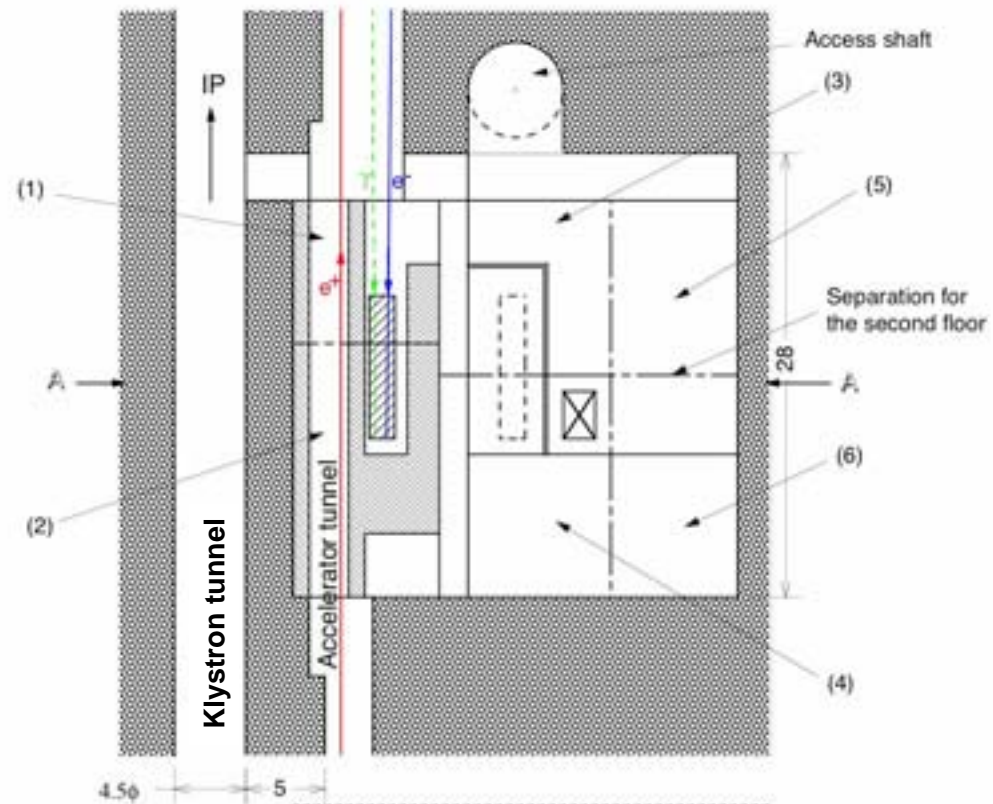 Access shaft
(3)
IP
(1)
(5)
γ
e-
e+
Separation for
the second floor
28
A
A
(6)
(2)
Klystron tunnel
Accelerator tunnel
(4)
4.5ϕ
5